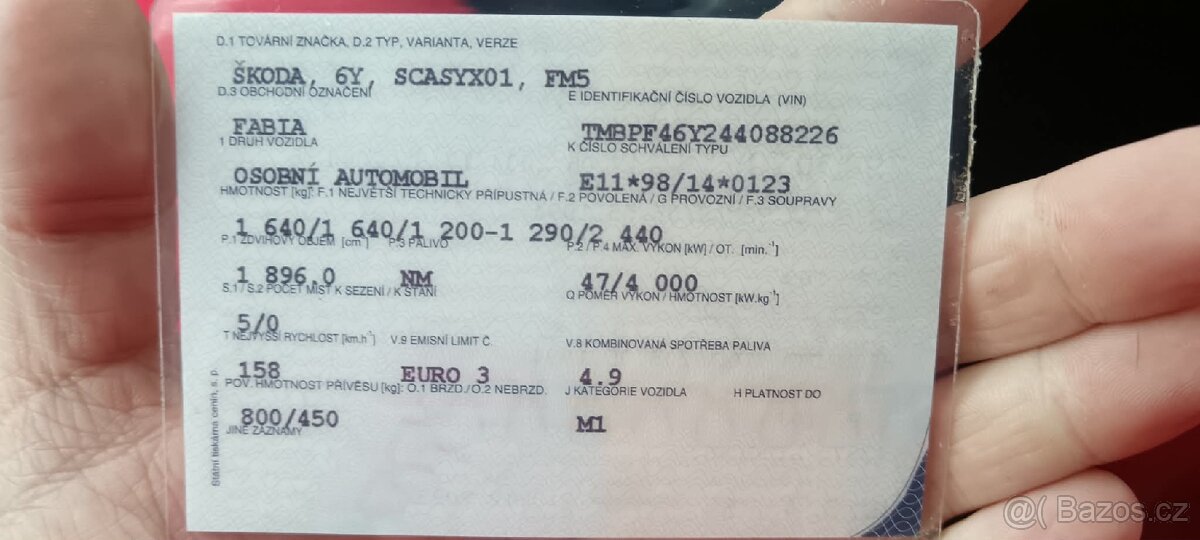 D.1 TOVÁRNÍ ZNAČKA, D.2 TYP, VARIANTA, VERZE
ŠKODA, 6Y, SCASYX01, FM5
D.3 OBCHODNÍ OZNAČENÍ E IDENTIFIKAČNÍ ČÍSLO VOZIDLA (VIN)
FABIA TMBPF46Y244088226
1 DRUH VOZIDLA K ČÍSLO SCHVÁLENÍ TYPU
OSOBNÍ AUTOMOBIL E11*98/14*0123
HMOTNOST [kg]: F.1 NEJVĚTŠÍ TECHNICKY PŘÍPUSTNÁ / F.2 POVOLENÁ / G PROVOZNÍ / F.3 SOUPRAVY
1 640/1 640/1 200-1 290/2 440
P.1 ZDVIHOVÝ OBJEM [cm³] P.3 PALIVO P.2 / P.4 MAX. VÝKON [kW] / OT. [min.⁻¹]
1 896,0 NM 47/4 000
S.1 / S.2 POČET MÍST K SEZENÍ / K STÁNÍ Q POMĚR VÝKON / HMOTNOST [kW.kg⁻¹]
5/0
T NEJVYŠŠÍ RYCHLOST [km.h⁻¹] V.9 EMISNÍ LIMIT Č. V.8 KOMBINOVANÁ SPOTŘEBA PALIVA
158 EURO 3 4.9
POV. HMOTNOST PŘÍVĚSU [kg]: O.1 BRZD./O.2 NEBRZD. J KATEGORIE VOZIDLA H PLATNOST DO
800/450 M1
JINÉ ZÁZNAMY
Státní tiskárna cenin, s. p.
@( Bazos.cz